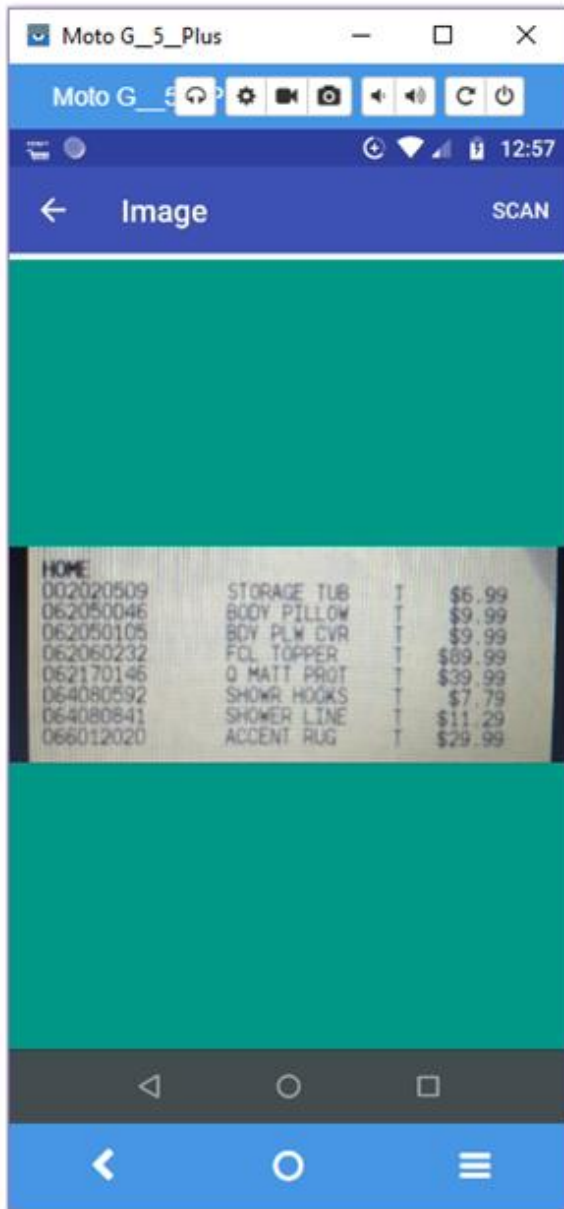 Moto G__5__Plus
Moto G__5
P
12:57
Image
SCAN
HOME
002020509 STORAGE TUB T $6.99
062050046 BODY PILLOW T $9.99
062050105 BDY PLW CVR T $9.99
062060232 FCL TOPPER T $89.99
062170146 Q MATT PROT T $39.99
064080592 SHOWR HOOKS T $7.79
064080841 SHOWER LINE T $11.29
066012020 ACCENT RUG T $29.99